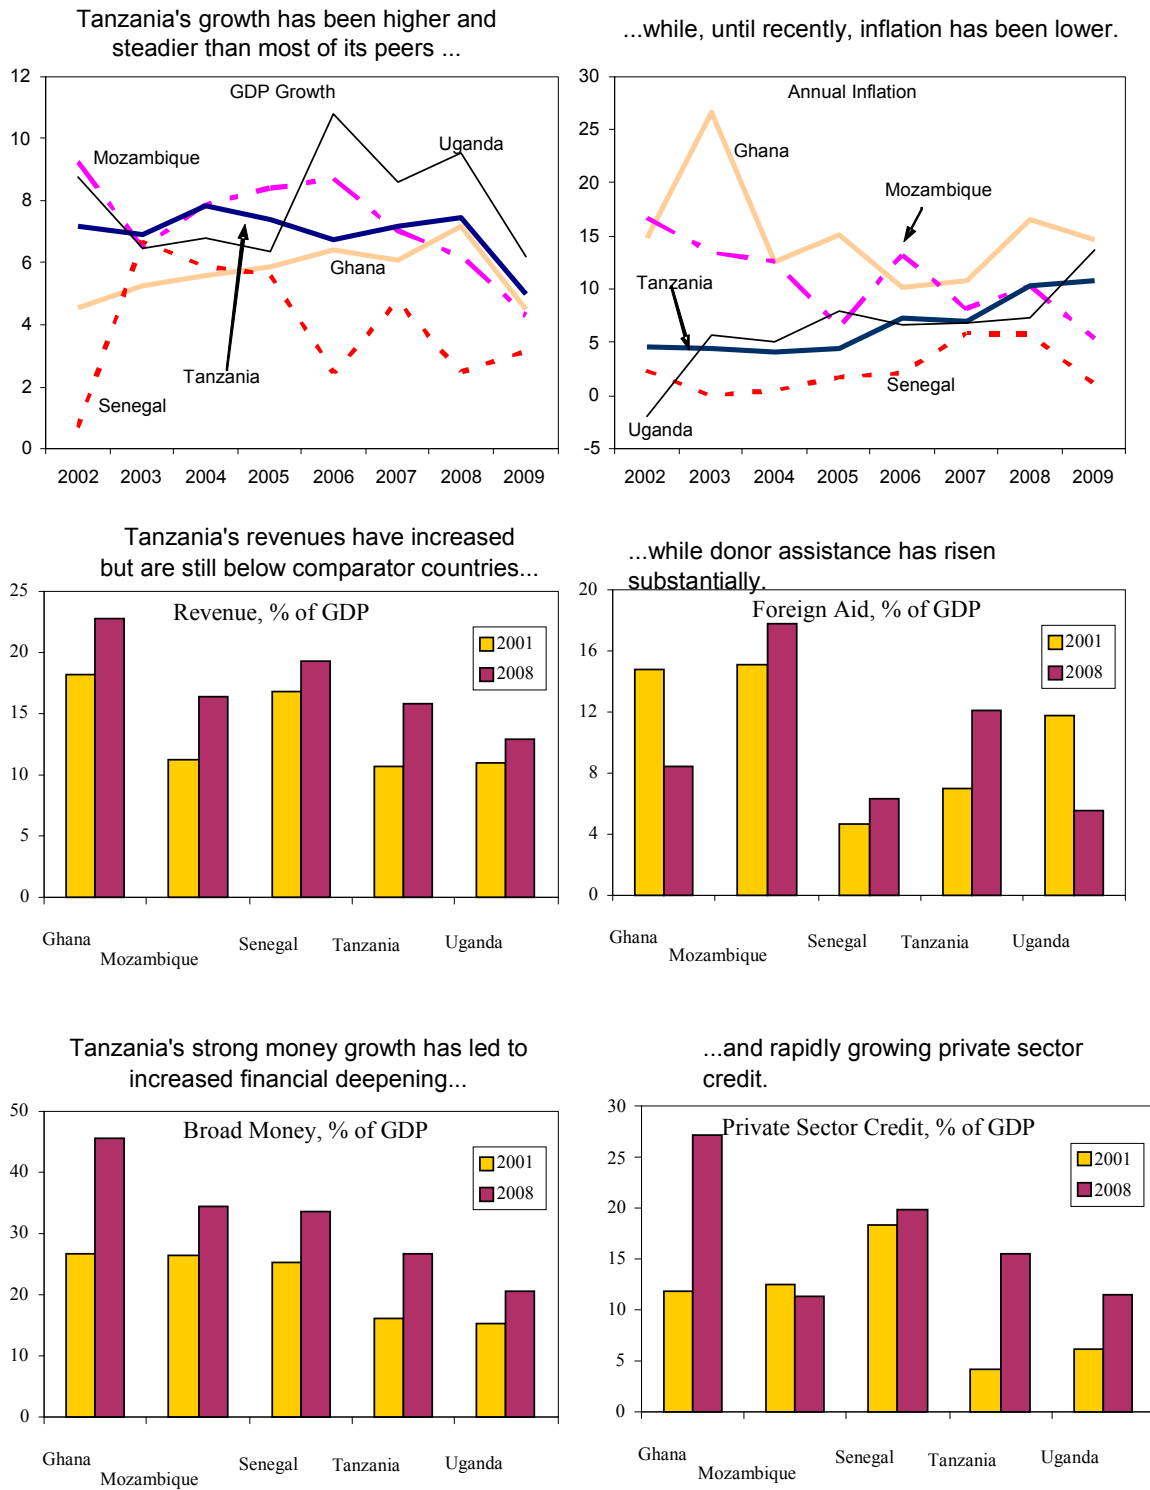 Tanzania's growth has been higher and
steadier than most of its peers ...
12
10
8
6
4
2
0
GDP Growth
Mozambique
Uganda
Ghana
Tanzania
Senegal
2002 2003 2004 2005 2006 2007 2008 2009
...while, until recently, inflation has been lower.
30
25
20
15
10
5
0
-5
Annual Inflation
Ghana
Mozambique
Tanzania
Senegal
Uganda
2002 2003 2004 2005 2006 2007 2008 2009
Tanzania's revenues have increased
but are still below comparator countries...
25
20
15
10
5
0
Revenue, % of GDP
2001
2008
Ghana
Mozambique
Senegal
Tanzania
Uganda
...while donor assistance has risen
substantially.
20
16
12
8
4
0
Foreign Aid, % of GDP
2001
2008
Ghana
Mozambique
Senegal
Tanzania
Uganda
Tanzania's strong money growth has led to
increased financial deepening...
50
40
30
20
10
0
Broad Money, % of GDP
2001
2008
Ghana
Mozambique
Senegal
Tanzania
Uganda
...and rapidly growing private sector
credit.
30
25
20
15
10
5
0
Private Sector Credit, % of GDP
2001
2008
Ghana
Mozambique
Senegal
Tanzania
Uganda